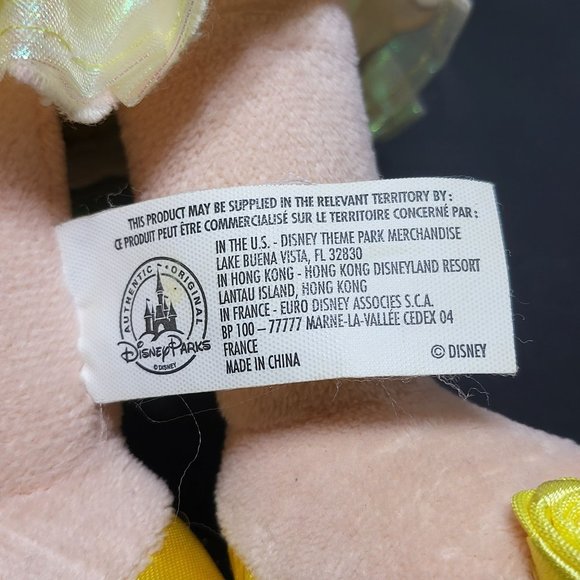 THIS PRODUCT MAY BE SUPPLIED IN THE RELEVANT TERRITORY BY:
CE PRODUIT PEUT ÊTRE COMMERCIALISÉ SUR LE TERRITOIRE CONCERNÉ PAR:
IN THE U.S. - DISNEY THEME PARK MERCHANDISE
LAKE BUENA VISTA, FL 32830
IN HONG KONG - HONG KONG DISNEYLAND RESORT
LANTAU ISLAND, HONG KONG
IN FRANCE - EURO DISNEY ASSOCIES S.C.A.
BP 100 – 77777 MARNE-LA-VALLÉE CEDEX 04
FRANCE
MADE IN CHINA
© DISNEY
AUTHENTIC • ORIGINAL
DISNEY PARKS
© DISNEY